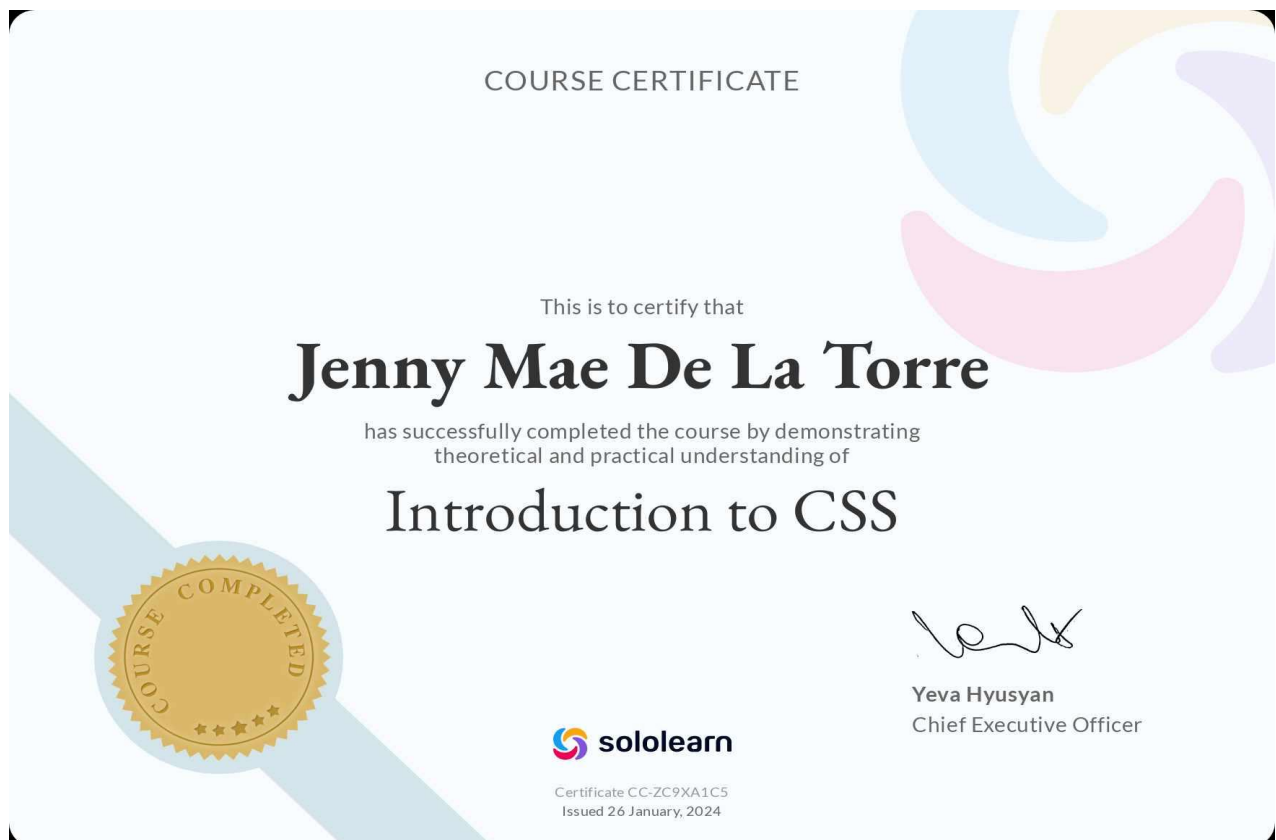 COURSE CERTIFICATE
This is to certify that
Jenny Mae De La Torre
has successfully completed the course by demonstrating
theoretical and practical understanding of
Introduction to CSS
COURSE COMPLETED
Yeva Hyusyan
Chief Executive Officer
sololearn
Certificate CC-ZC9XA1C5
Issued 26 January, 2024